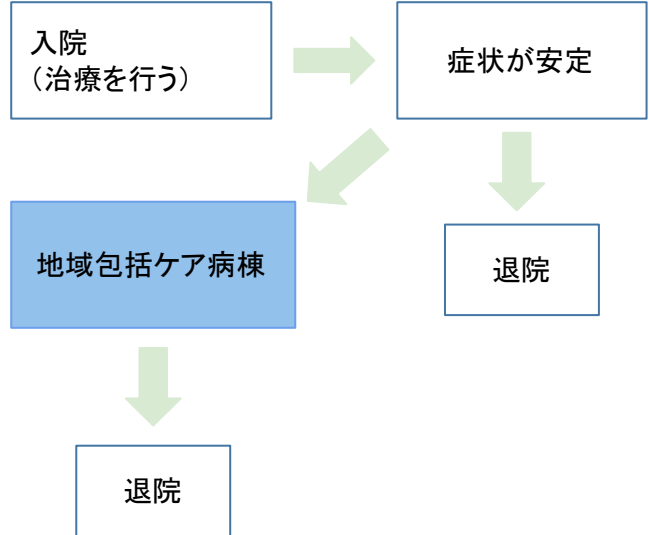 入院
（治療を行う）
症状が安定
地域包括ケア病棟
退院
退院